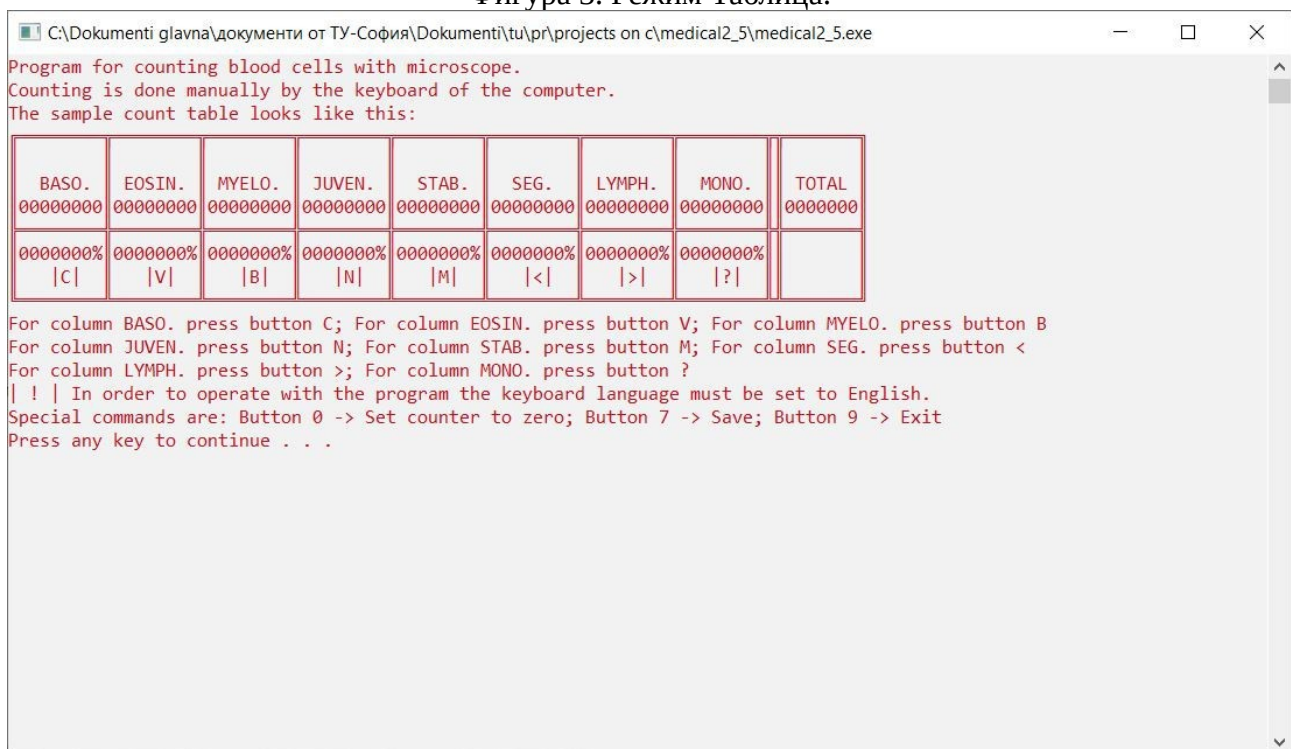 Фигура 3. Режим Таблица.
C:\Dokumenti glavna\документи от ТУ-София\Dokumenti\tu\pr\projects on c\medical2_5\medical2_5.exe
Program for counting blood cells with microscope.
Counting is done manually by the keyboard of the computer.
The sample count table looks like this:
BASO. EOSIN. MYELO. JUVEN. STAB. SEG. LYMPH. MONO. TOTAL
00000000 00000000 00000000 00000000 00000000 00000000 00000000 00000000 0000000
0000000% 0000000% 0000000% 0000000% 0000000% 0000000% 0000000% 0000000%
|C| |V| |B| |N| |M| |<| |>| |?|
For column BASO. press button C; For column EOSIN. press button V; For column MYELO. press button B
For column JUVEN. press button N; For column STAB. press button M; For column SEG. press button <
For column LYMPH. press button >; For column MONO. press button ?
| ! | In order to operate with the program the keyboard language must be set to English.
Special commands are: Button 0 -> Set counter to zero; Button 7 -> Save; Button 9 -> Exit
Press any key to continue . . .